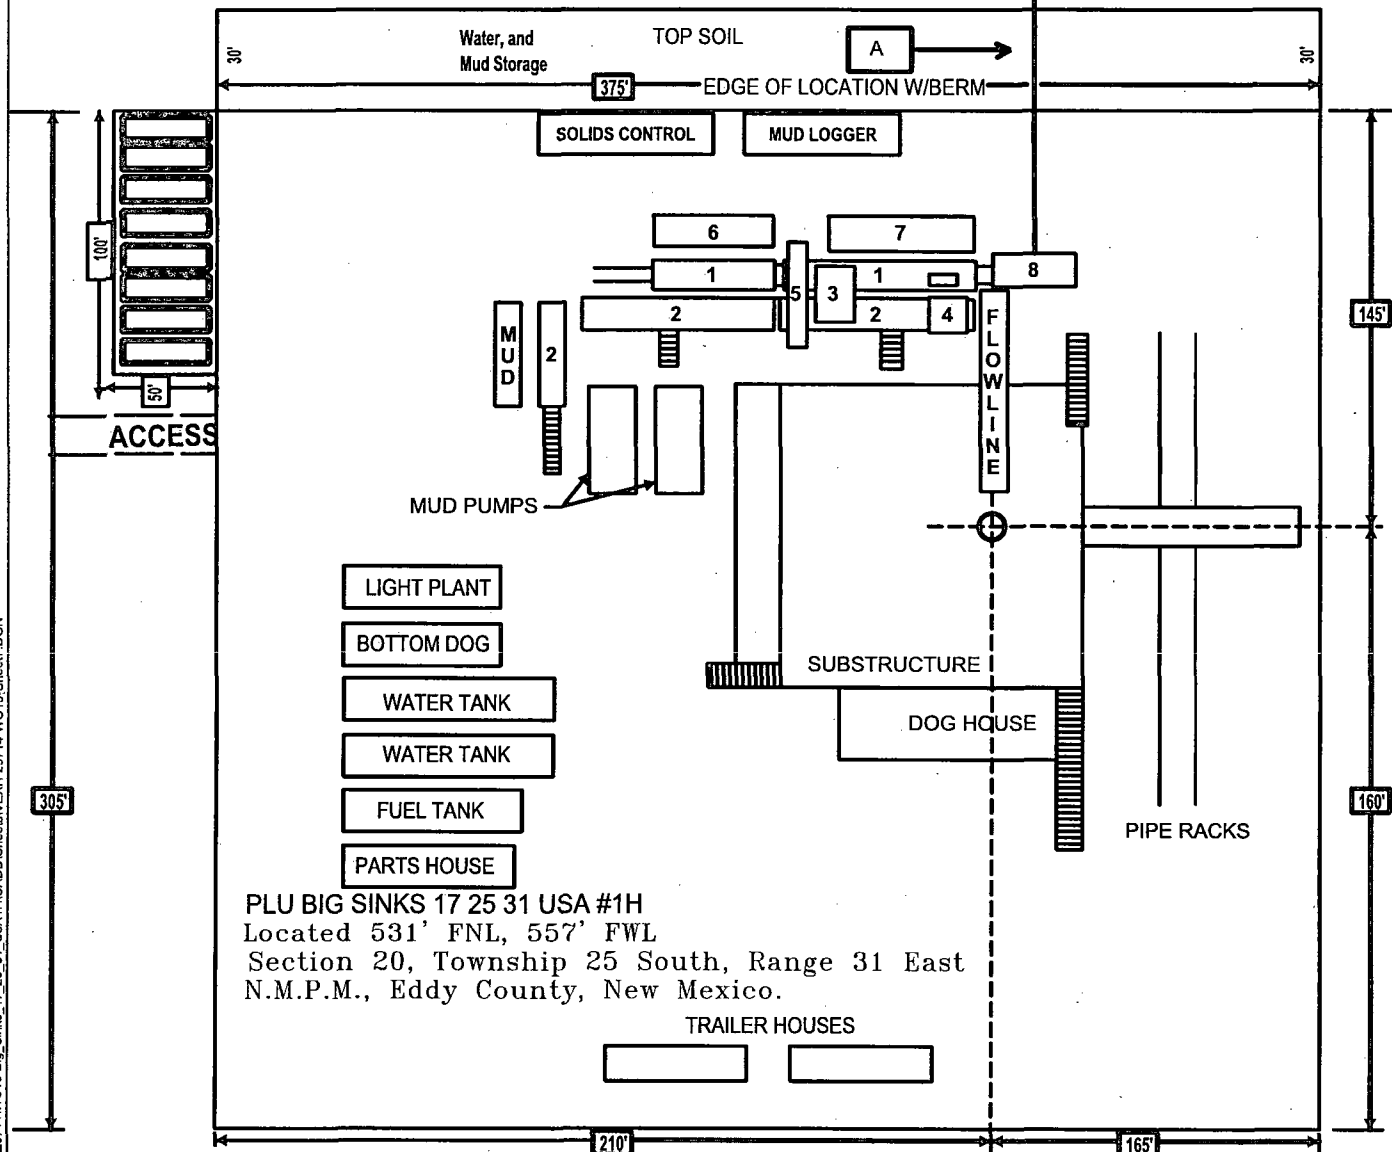 Water, and
Mud Storage
TOP SOIL
A
30'
30'
375'
EDGE OF LOCATION W/BERM
SOLIDS CONTROL
MUD LOGGER
6
7
1
1
8
5
3
2
2
4
100'
MUD
2
FLOWLINE
145'
50'
ACCESS
MUD PUMPS
LIGHT PLANT
BOTTOM DOG
SUBSTRUCTURE
WATER TANK
DOG HOUSE
WATER TANK
305'
FUEL TANK
160'
PIPE RACKS
PARTS HOUSE
PLU BIG SINKS 17 25 31 USA #1H
Located 531' FNL, 557' FWL
Section 20, Township 25 South, Range 31 East
N.M.P.M., Eddy County, New Mexico.
TRAILER HOUSES
210'
165'